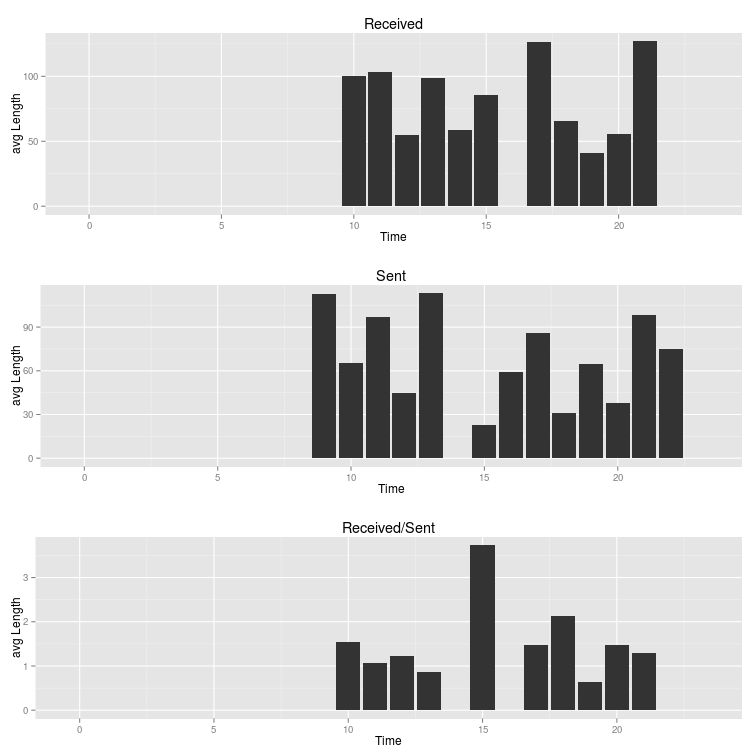 Received
avg Length
100
50
0
0 5 10 15 20
Time
Sent
avg Length
90
60
30
0
0 5 10 15 20
Time
Received/Sent
avg Length
3
2
1
0
0 5 10 15 20
Time